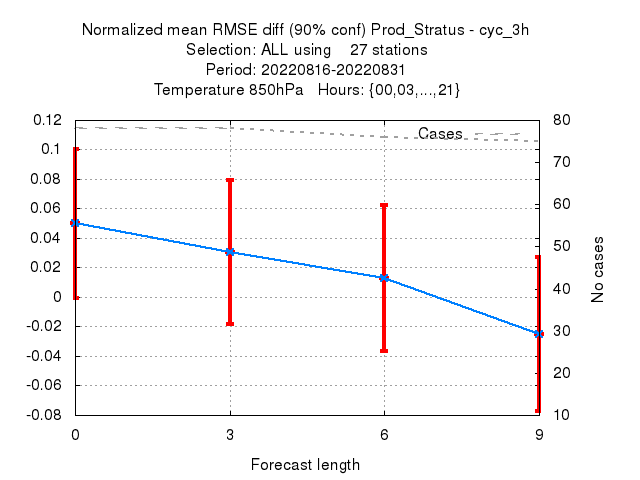 Normalized mean RMSE diff (90% conf) Prod_Stratus - cyc_3h
Selection: ALL using    27 stations
Period: 20220816-20220831
Temperature 850hPa   Hours: {00,03,...,21}
0.12
0.1
0.08
0.06
0.04
0.02
0
-0.02
-0.04
-0.06
-0.08
Cases
80
70
60
50
40
30
20
10
No cases
0 3 6 9
Forecast length